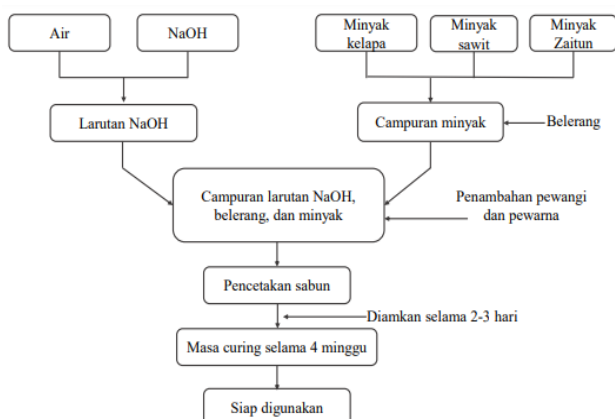 Air
NaOH
Minyak
kelapa
Minyak
sawit
Minyak
Zaitun
Larutan NaOH
Campuran minyak
Belerang
Campuran larutan NaOH,
belerang, dan minyak
Penambahan pewangi
dan pewarna
Pencetakan sabun
Diamkan selama 2-3 hari
Masa curing selama 4 minggu
Siap digunakan